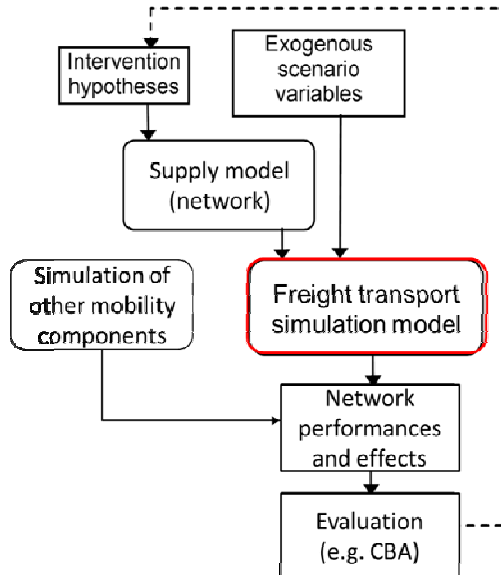 Intervention
hypotheses
Exogenous
scenario
variables
Supply model
(network)
Simulation of
other mobility
components
Freight transport
simulation model
Network
performances
and effects
Evaluation
(e.g. CBA)